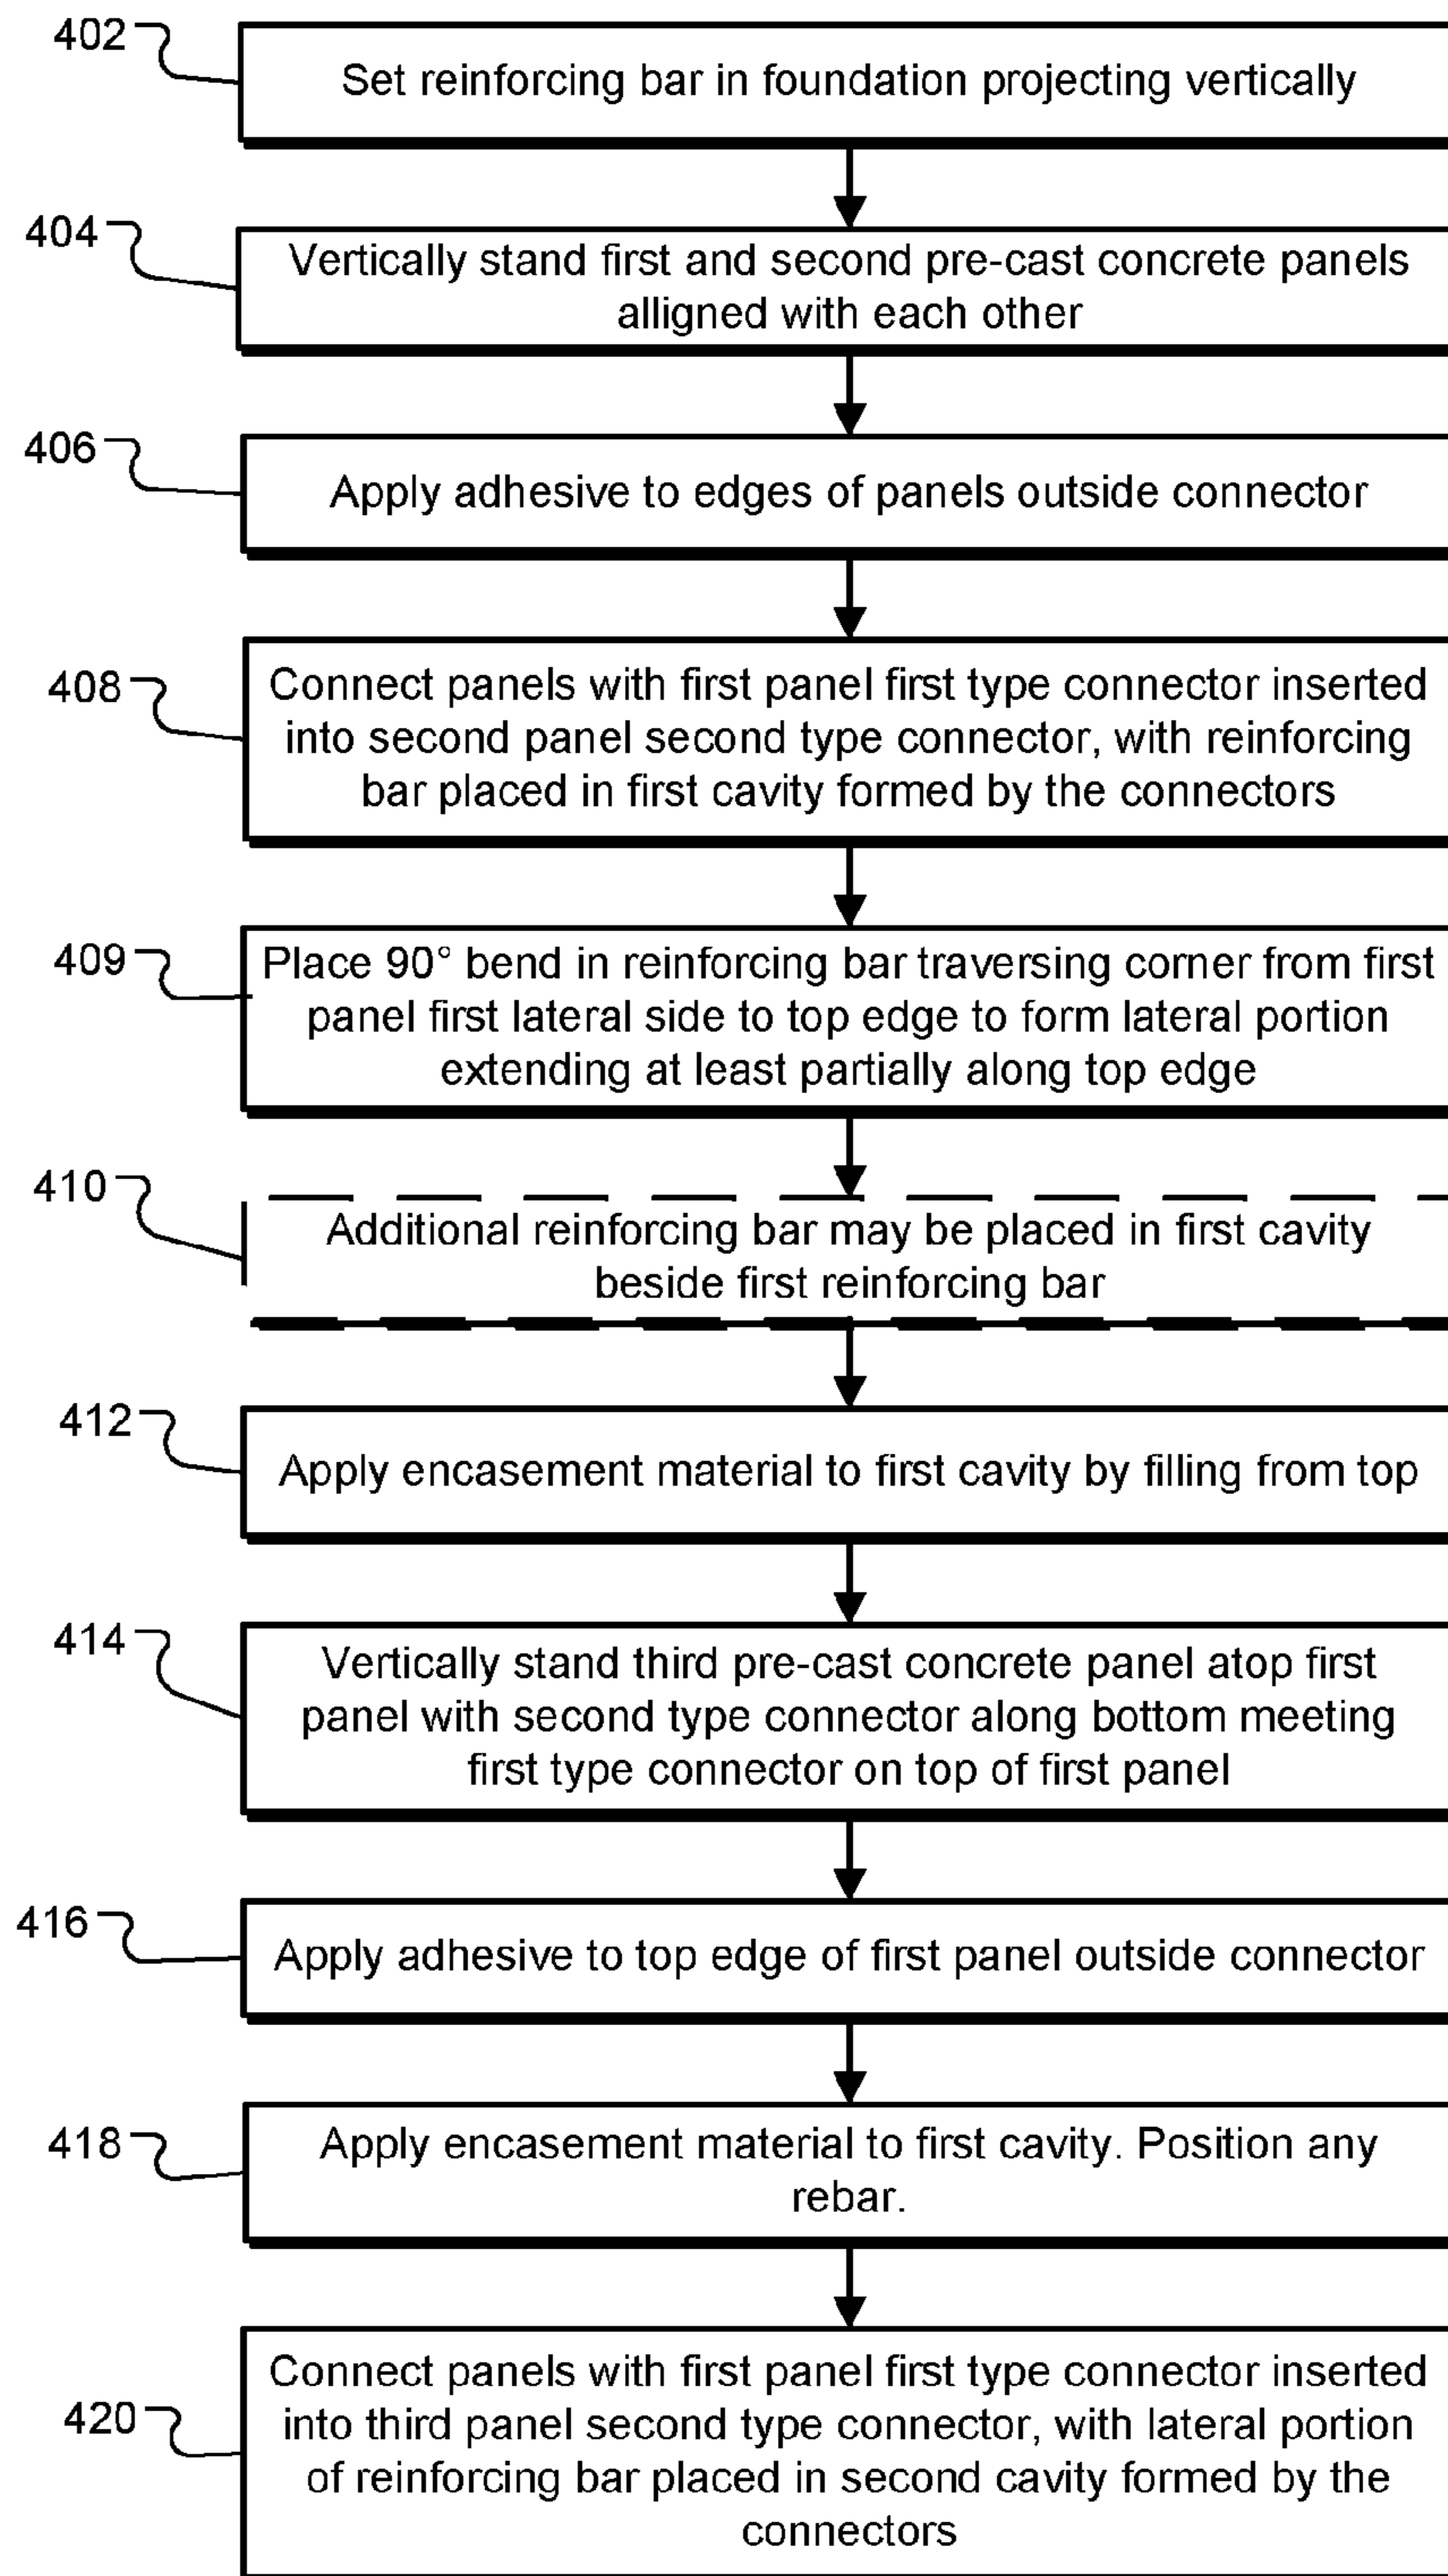 402
Set reinforcing bar in foundation projecting vertically
404
Vertically stand first and second pre-cast concrete panels
alligned with each other
406
Apply adhesive to edges of panels outside connector
408
Connect panels with first panel first type connector inserted
into second panel second type connector, with reinforcing
bar placed in first cavity formed by the connectors
409
Place 90° bend in reinforcing bar traversing corner from first
panel first lateral side to top edge to form lateral portion
extending at least partially along top edge
410
Additional reinforcing bar may be placed in first cavity
beside first reinforcing bar
412
Apply encasement material to first cavity by filling from top
414
Vertically stand third pre-cast concrete panel atop first
panel with second type connector along bottom meeting
first type connector on top of first panel
416
Apply adhesive to top edge of first panel outside connector
418
Apply encasement material to first cavity. Position any
rebar.
420
Connect panels with first panel first type connector inserted
into third panel second type connector, with lateral portion
of reinforcing bar placed in second cavity formed by the
connectors